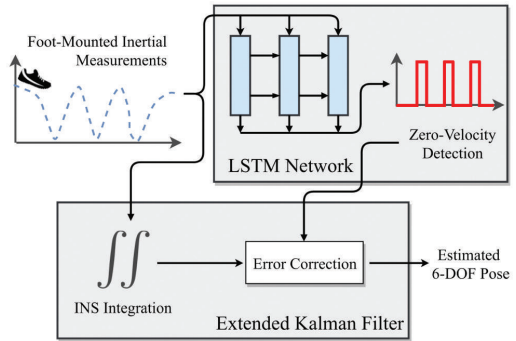 Foot-Mounted Inertial
Measurements
LSTM Network
Zero-Velocity
Detection
INS Integration
Error Correction
Extended Kalman Filter
Estimated
6-DOF Pose